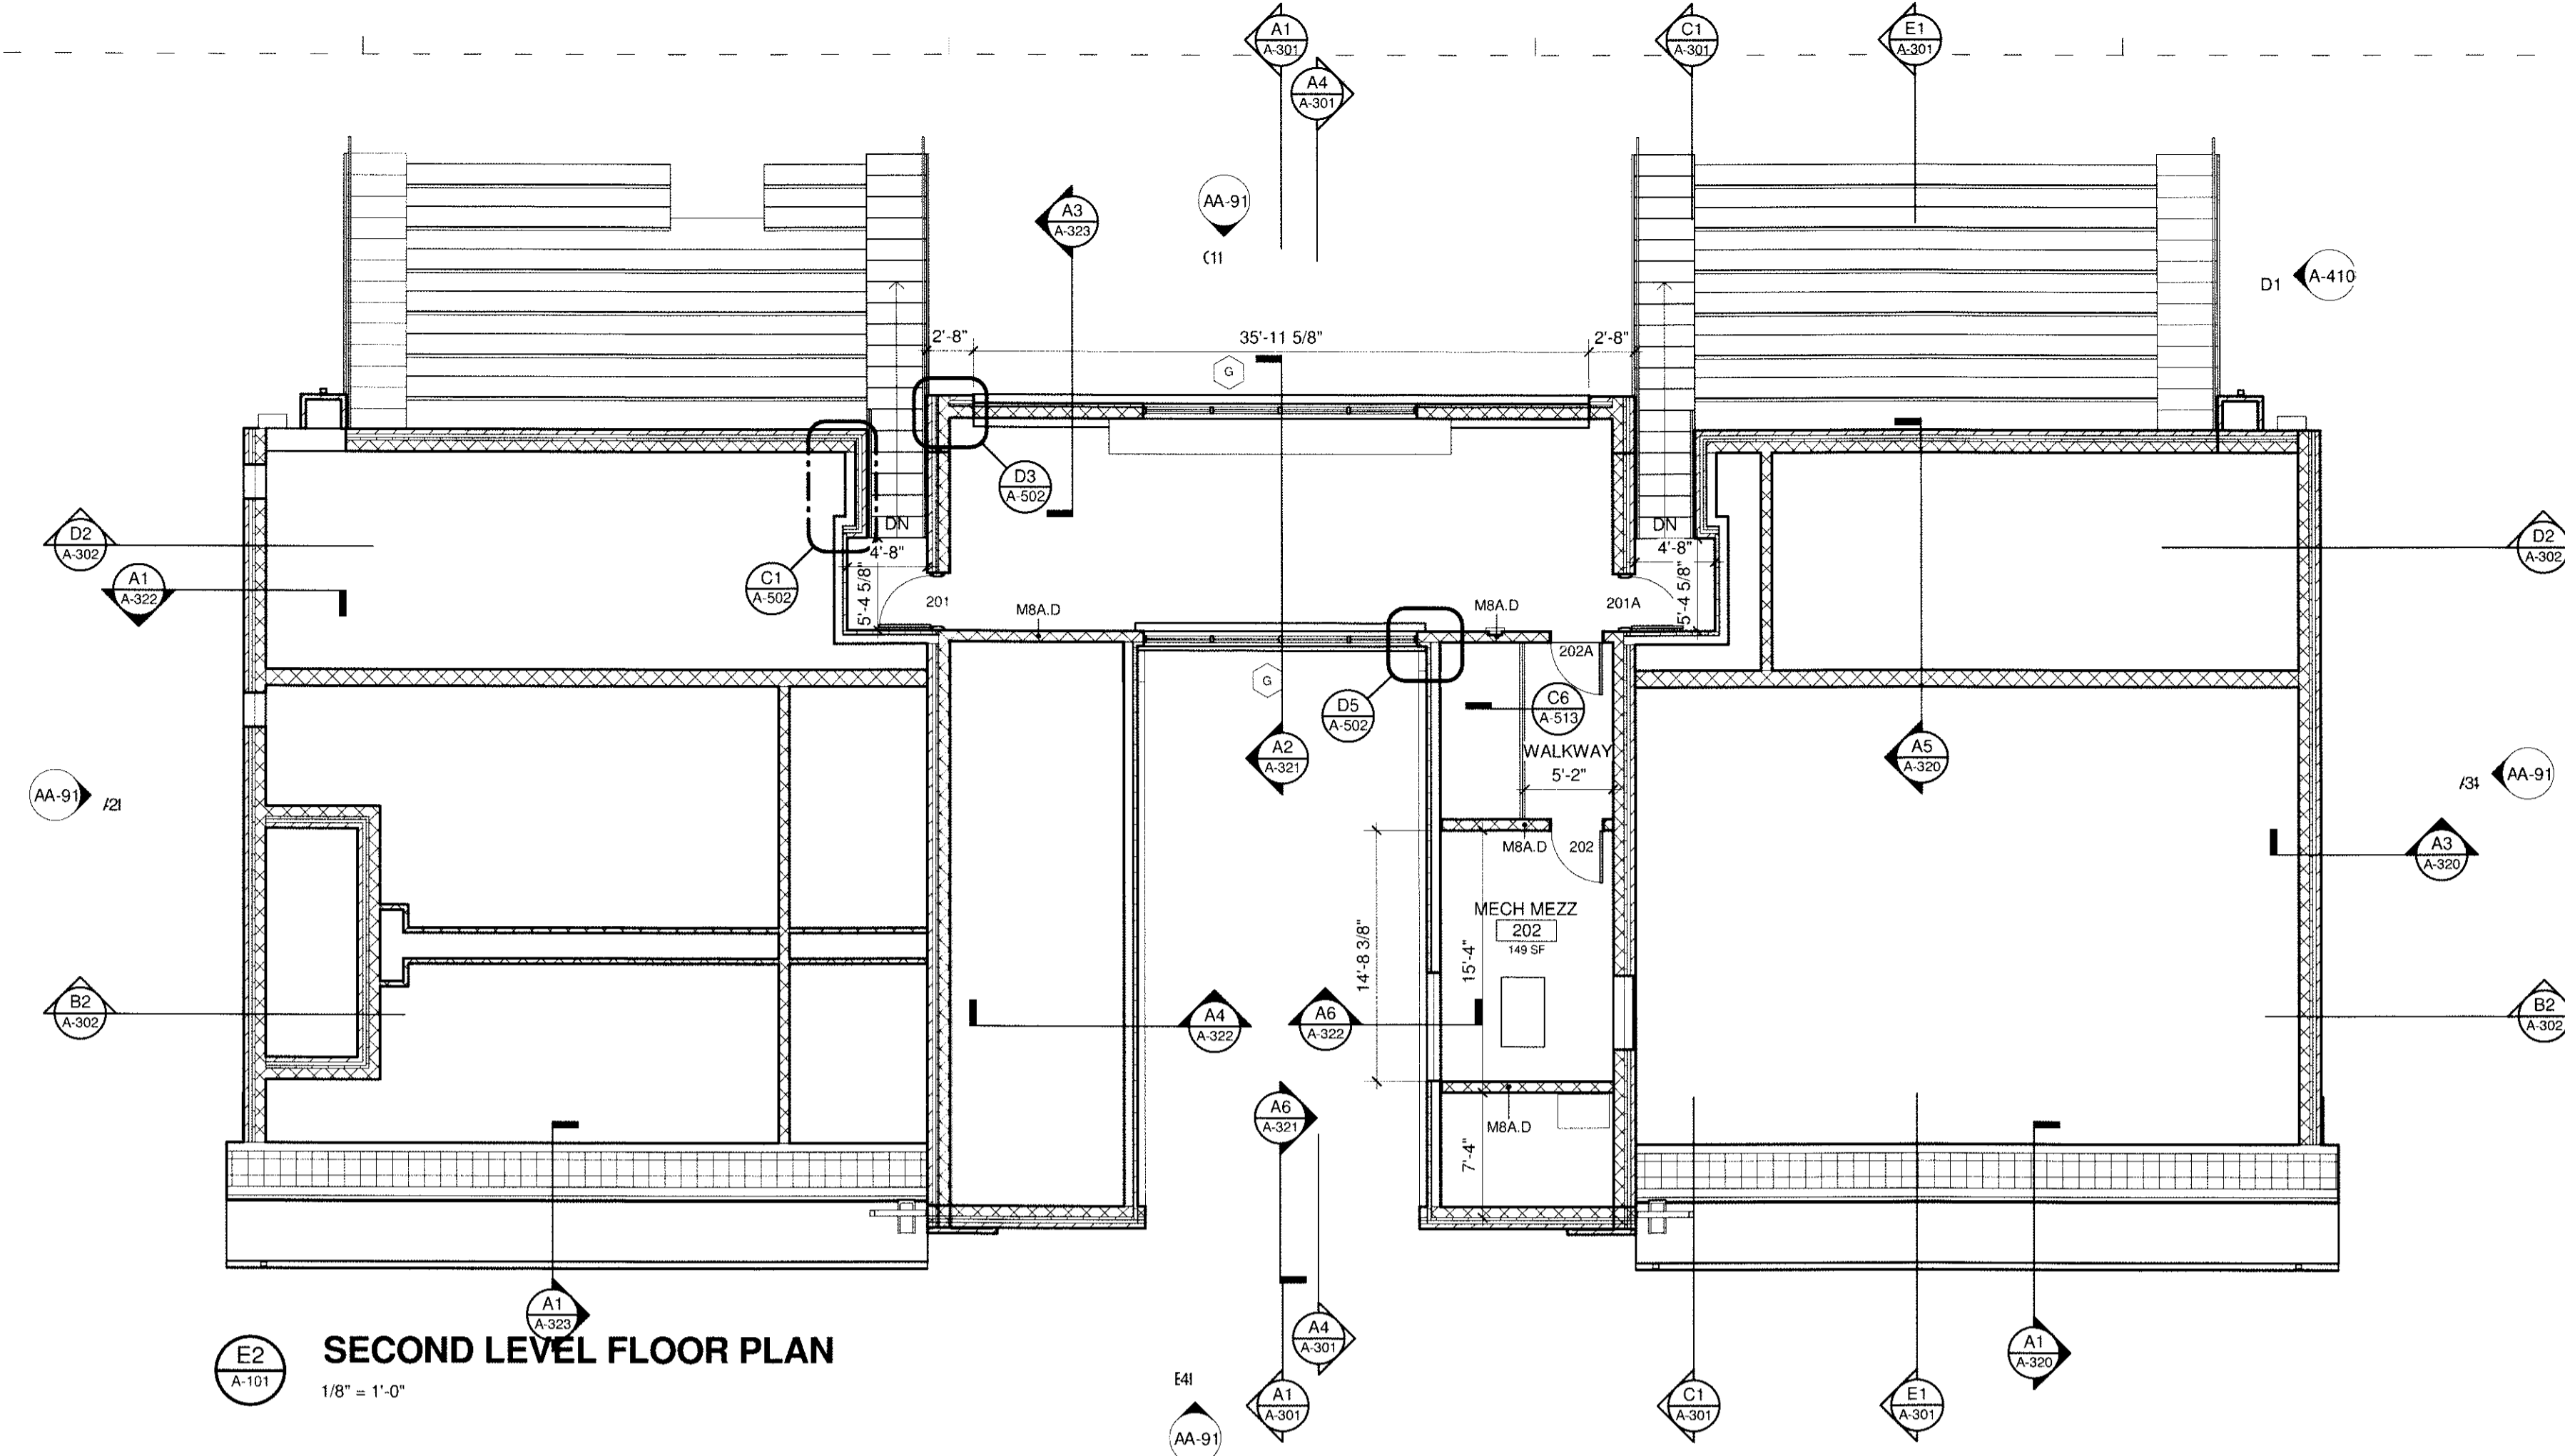 A1
A-301
C1
A-301
E1
A-301
A4
A-301
A3
A-323
AA-91
D1
A-410
2'-8"
35'-11 5/8"
2'-8"
G
D3
A-502
DN
DN
D2
A-302
D2
A-302
4'-8"
4'-8"
A1
A-322
C1
A-502
5'-4 5/8"
201
M8A.D
M8A.D
201A
5'-4 5/8"
202A
G
D5
A-502
C6
A-513
WALKWAY
5'-2"
A2
A-321
A5
A-320
AA-91
AA-91
M8A.D
202
A3
A-320
MECH MEZZ
202
149 SF
14'-8 3/8"
15'-4"
B2
A-302
A4
A-322
A6
A-322
B2
A-302
A6
A-321
M8A.D
7'-4"
A1
A-323
A4
A-301
A1
A-320
E2
A-101
SECOND LEVEL FLOOR PLAN
1/8" = 1'-0"
A1
A-301
C1
A-301
E1
A-301
AA-91